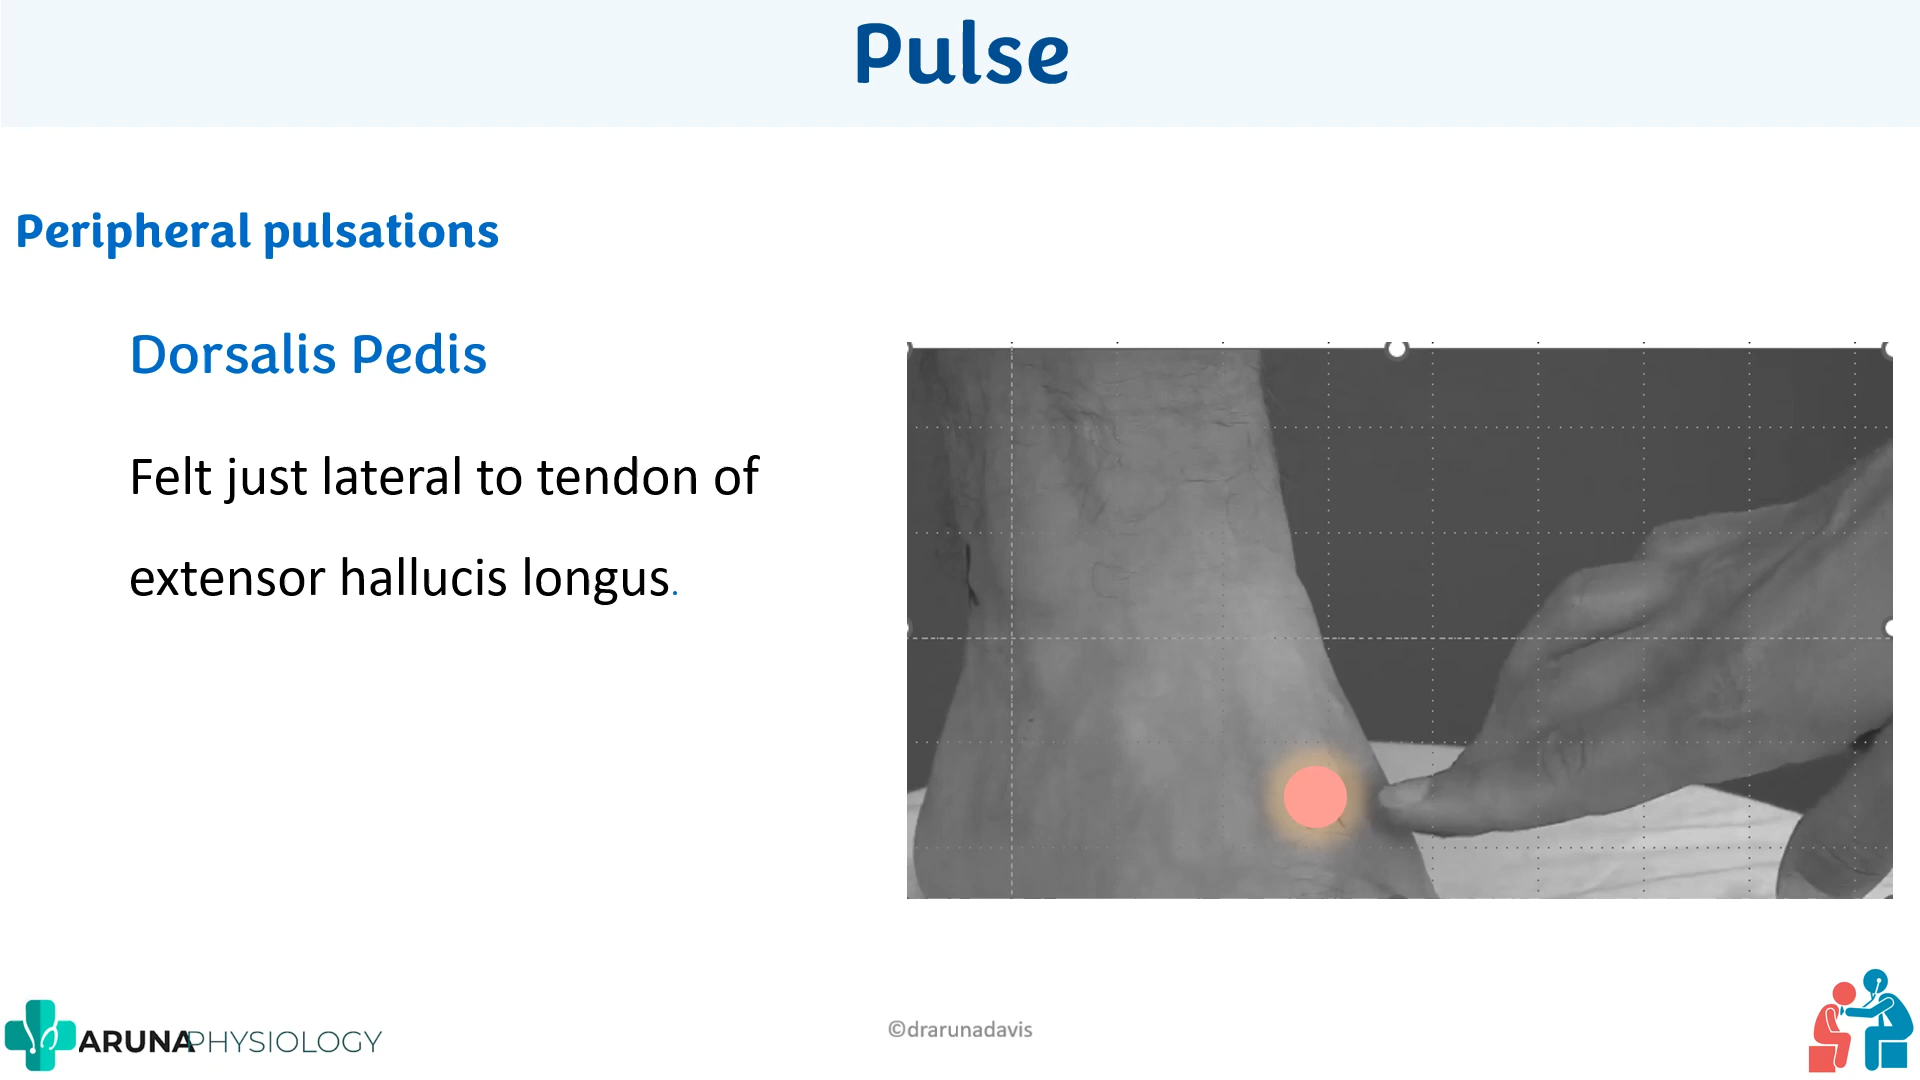 Pulse
Peripheral pulsations
Dorsalis Pedis
Felt just lateral to tendon of
extensor hallucis longus.
ARUNAPHYSIOLOGY
©drarunadavis